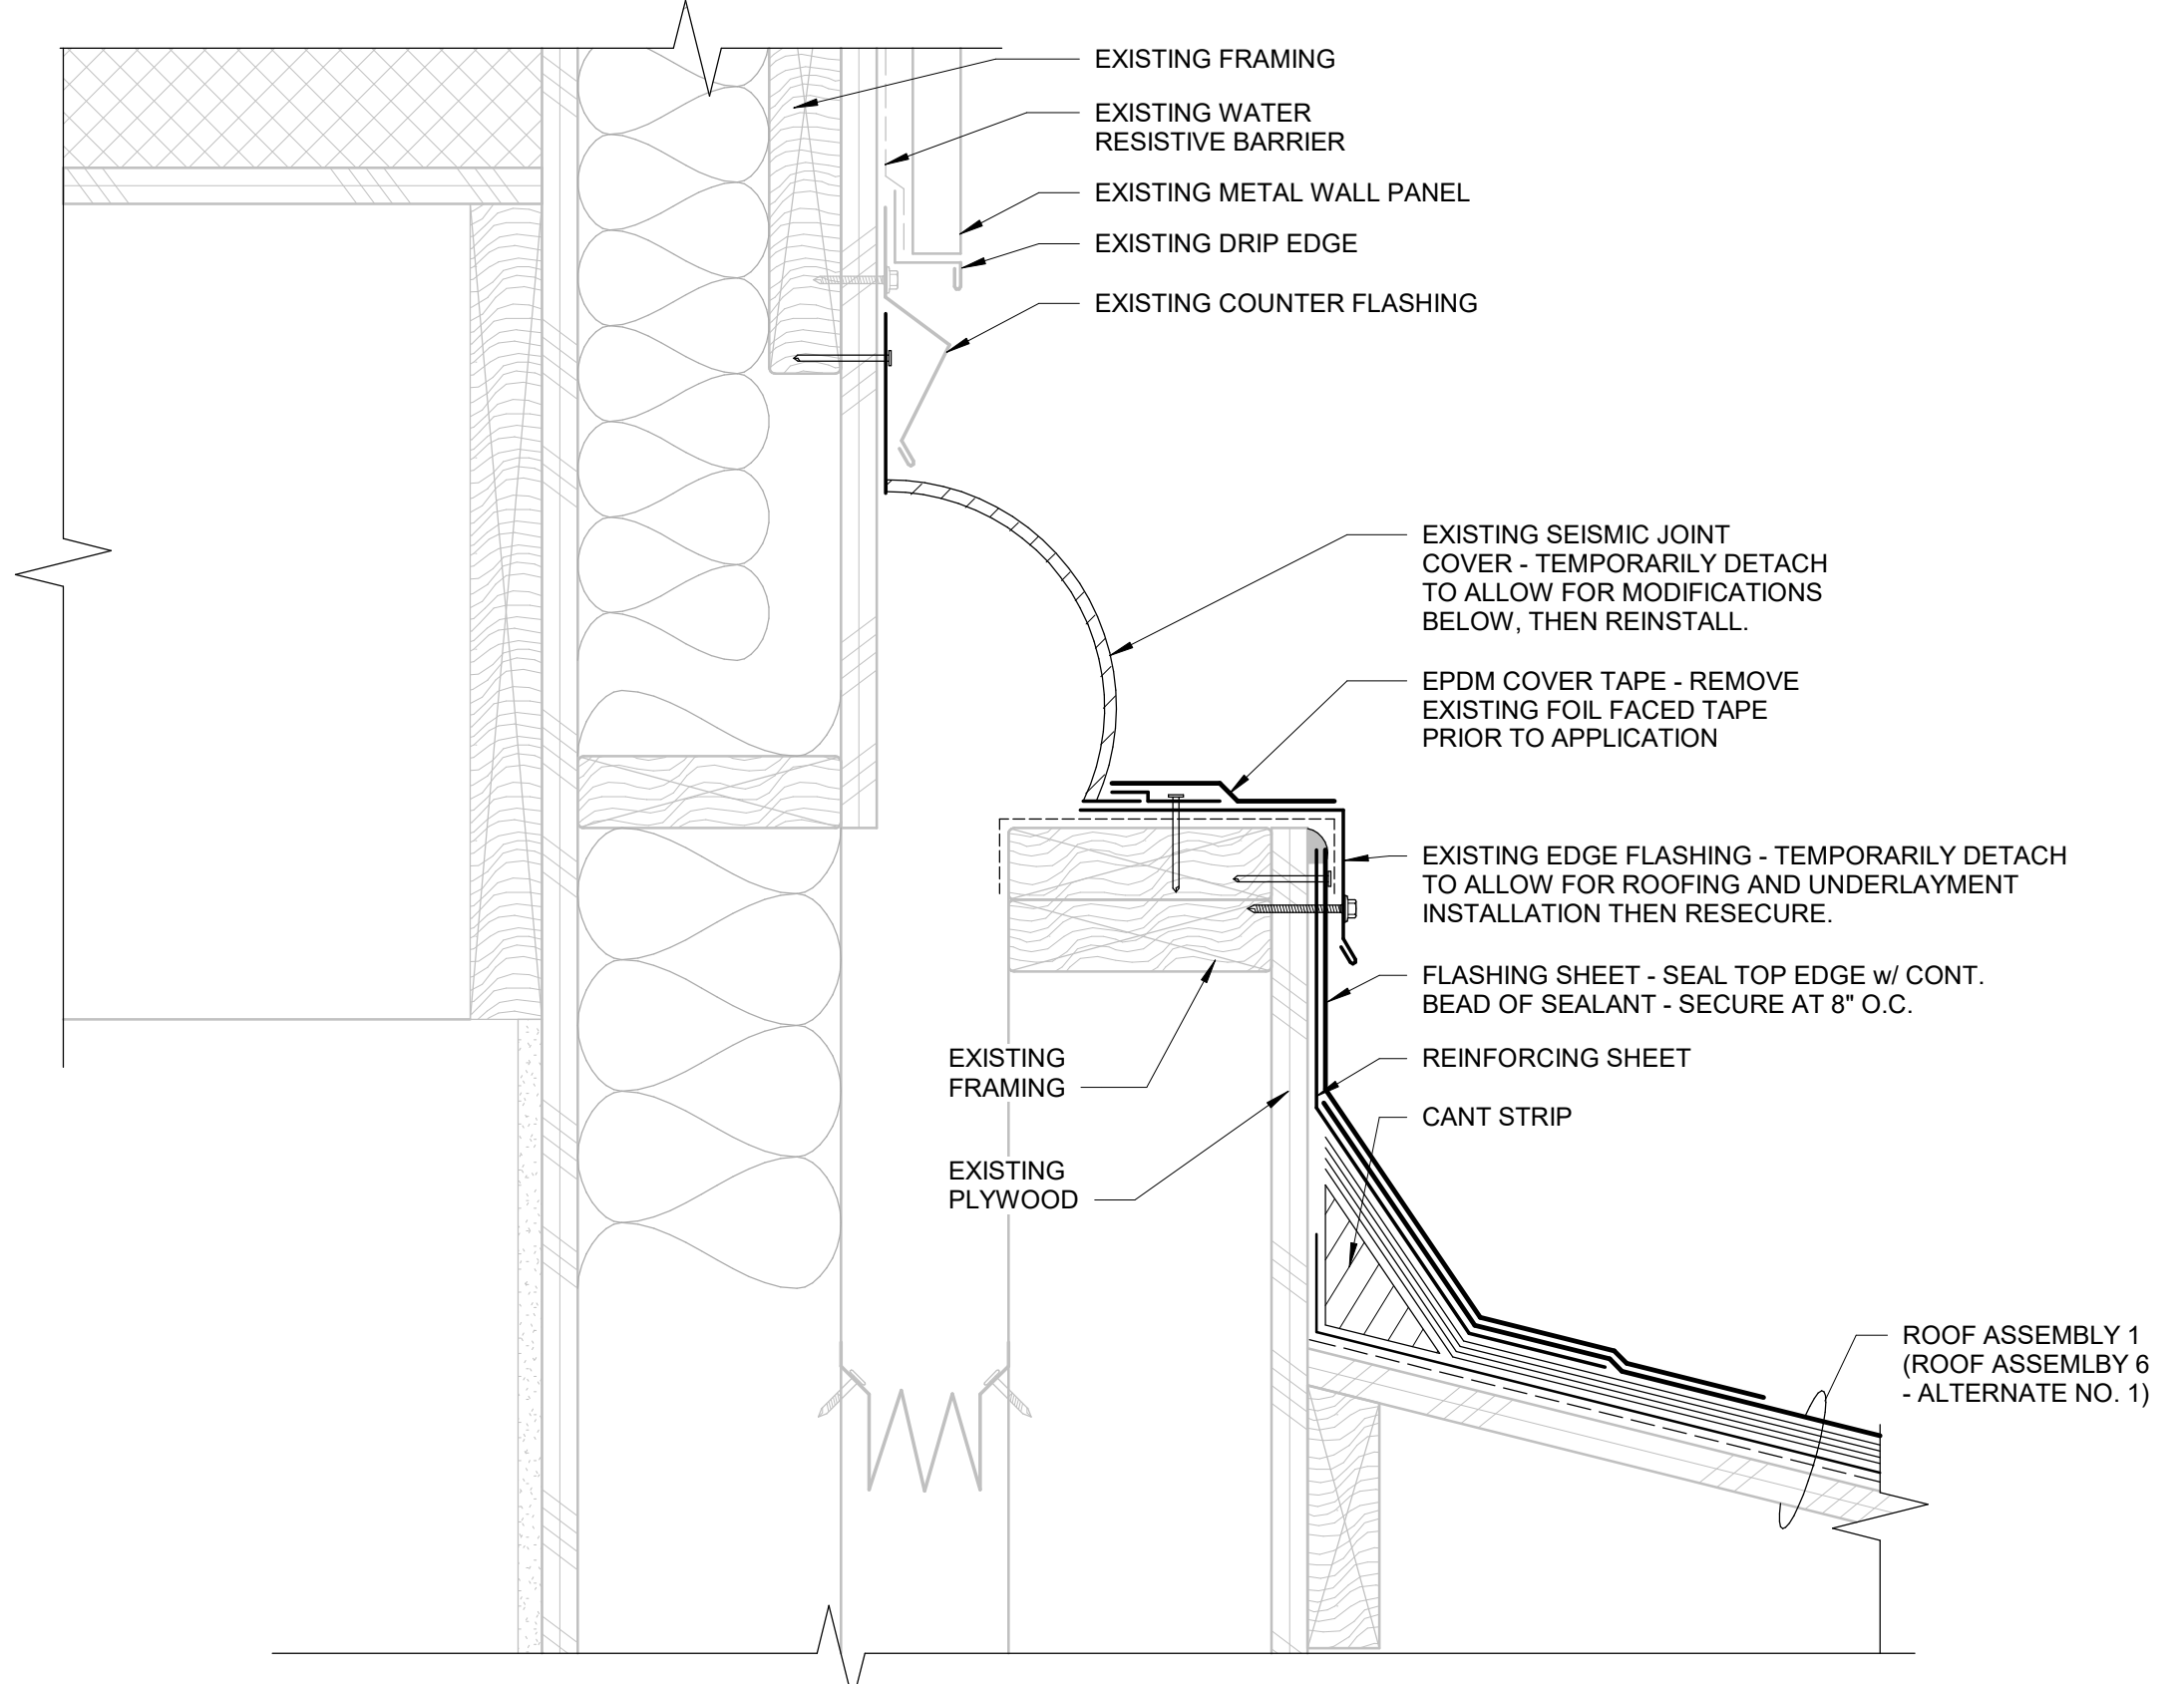 EXISTING FRAMING
EXISTING WATER
RESISTIVE BARRIER
EXISTING METAL WALL PANEL
EXISTING DRIP EDGE
EXISTING COUNTER FLASHING
EXISTING SEISMIC JOINT
COVER - TEMPORARILY DETACH
TO ALLOW FOR MODIFICATIONS
BELOW, THEN REINSTALL.
EPDM COVER TAPE - REMOVE
EXISTING FOIL FACED TAPE
PRIOR TO APPLICATION
EXISTING EDGE FLASHING - TEMPORARILY DETACH
TO ALLOW FOR ROOFING AND UNDERLAYMENT
INSTALLATION THEN RESECURE.
FLASHING SHEET - SEAL TOP EDGE w/ CONT.
BEAD OF SEALANT - SECURE AT 8" O.C.
REINFORCING SHEET
CANT STRIP
EXISTING
FRAMING
EXISTING
PLYWOOD
ROOF ASSEMBLY 1
(ROOF ASSEMLBY 6
- ALTERNATE NO. 1)